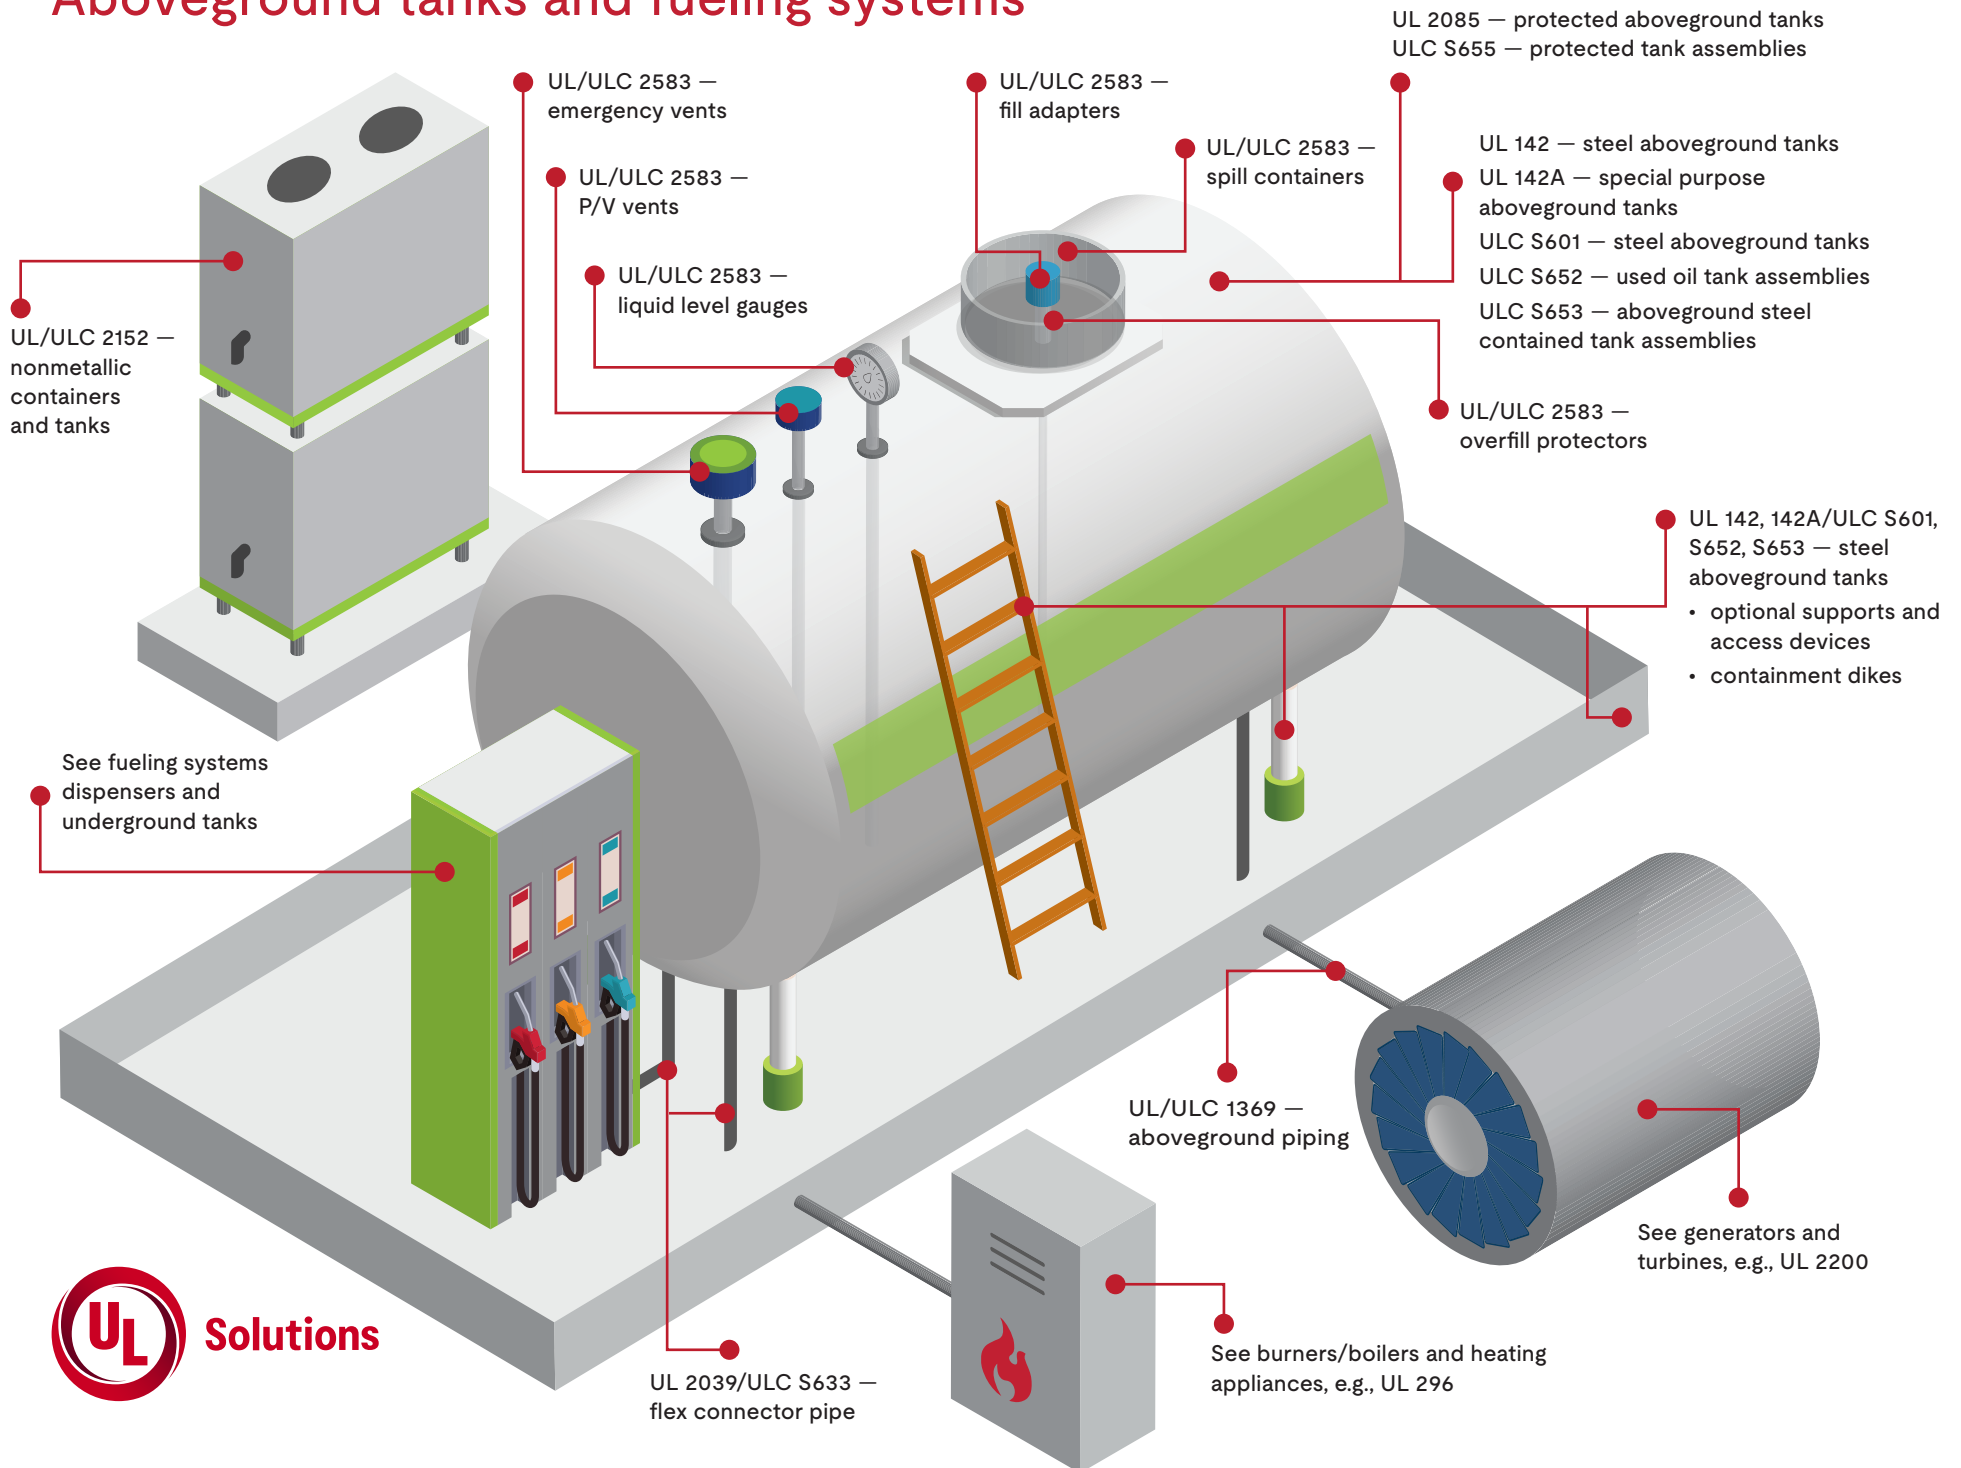 Aboveground tanks and fueling systems
UL 2085 — protected aboveground tanks
ULC S655 — protected tank assemblies
UL/ULC 2583 —
emergency vents
UL/ULC 2583 —
fill adapters
UL/ULC 2583 —
spill containers
UL 142 — steel aboveground tanks
UL 142A — special purpose
aboveground tanks
ULC S601 — steel aboveground tanks
ULC S652 — used oil tank assemblies
ULC S653 — aboveground steel
contained tank assemblies
UL/ULC 2583 —
P/V vents
UL/ULC 2583 —
liquid level gauges
UL/ULC 2152 —
nonmetallic
containers
and tanks
UL/ULC 2583 —
overfill protectors
UL 142, 142A/ULC S601,
S652, S653 — steel
aboveground tanks
• optional supports and
access devices
• containment dikes
See fueling systems
dispensers and
underground tanks
UL/ULC 1369 —
aboveground piping
See generators and
turbines, e.g., UL 2200
See burners/boilers and heating
appliances, e.g., UL 296
UL 2039/ULC S633 —
flex connector pipe
UL Solutions